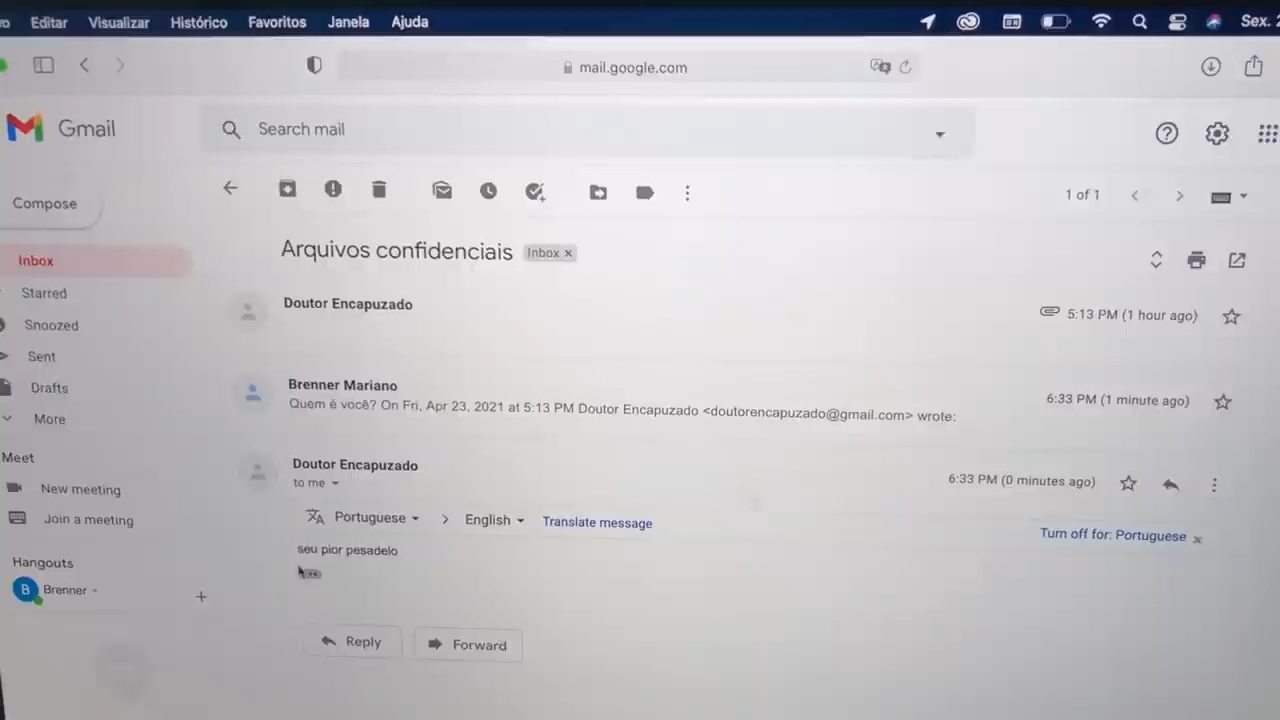 Editar Visualizar Histórico Favoritos Janela Ajuda Sex. 2
mail.google.com
Gmail
Search mail
Compose
1 of 1
Arquivos confidenciais Inbox ×
Inbox
Starred
Snoozed
Sent
Drafts
More
Doutor Encapuzado
5:13 PM (1 hour ago)
Brenner Mariano
6:33 PM (1 minute ago)
Quem é você? On Fri, Apr 23, 2021 at 5:13 PM Doutor Encapuzado <doutorencapuzado@gmail.com> wrote:
Doutor Encapuzado
6:33 PM (0 minutes ago)
to me
Portuguese > English Translate message
Turn off for: Portuguese x
seu pior pesadelo
Meet
New meeting
Join a meeting
Hangouts
B Brenner +
Reply Forward